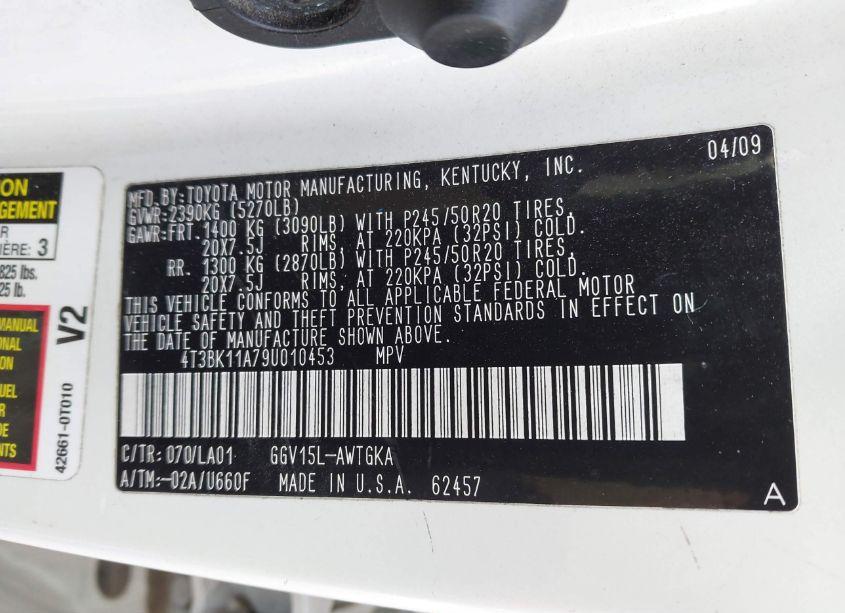 04/09
MFD.BY:TOYOTA MOTOR MANUFACTURING, KENTUCKY, INC.
GVWR:2390KG (5270LB)
GAWR:FRT. 1400 KG (3090LB) WITH P245/50R20 TIRES,
20X7.5J RIMS, AT 220KPA (32PSI) COLD.
RR. 1300 KG (2870LB) WITH P245/50R20 TIRES,
20X7.5J RIMS, AT 220KPA (32PSI) COLD.
THIS VEHICLE CONFORMS TO ALL APPLICABLE FEDERAL MOTOR
VEHICLE SAFETY AND THEFT PREVENTION STANDARDS IN EFFECT ON
THE DATE OF MANUFACTURE SHOWN ABOVE.
4T3BK11A79U010453 MPV
C/TR: 070/LA01 GGV15L-AWTGKA
A/TM:-02A/U660F MADE IN U.S.A. 62457
A
ION
GEMENT
R
IÈRE: 3
825 lbs.
25 lb.
MANUAL
ONAL
ION
UEL
R
DE
ENTS
V2
42661-0T010